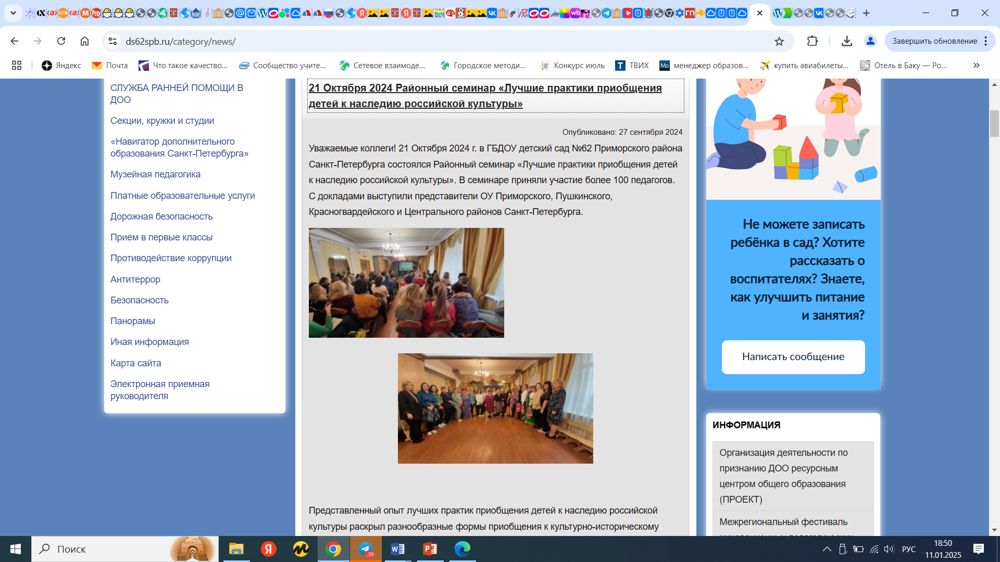 ds62spb.ru/category/news/
Завершить обновление
Яндекс
Почта
Что такое качество...
Сообщество учите...
Сетевое взаимоде...
Городское методи...
Конкурс июль
ТВИХ
менеджер образов...
купить авиабилеты...
Отель в Баку — Ро...
СЛУЖБА РАННЕЙ ПОМОЩИ В
ДОО
Секции, кружки и студии
«Навигатор дополнительного
образования Санкт-Петербурга»
Музейная педагогика
Платные образовательные услуги
Дорожная безопасность
Прием в первые классы
Противодействие коррупции
Антитеррор
Безопасность
Панорамы
Иная информация
Карта сайта
Электронная приемная
руководителя
21 Октября 2024 Районный семинар «Лучшие практики приобщения
детей к наследию российской культуры»
Опубликовано: 27 сентября 2024
Уважаемые коллеги! 21 Октября 2024 г. в ГБДОУ детский сад №62 Приморского района
Санкт-Петербурга состоялся Районный семинар «Лучшие практики приобщения детей
к наследию российской культуры». В семинаре приняли участие более 100 педагогов.
С докладами выступили представители ОУ Приморского, Пушкинского,
Красногвардейского и Центрального районов Санкт-Петербурга.
Представленный опыт лучших практик приобщения детей к наследию российской
культуры раскрыл разнообразные формы приобщения к культурно-историческому
Не можете записать
ребёнка в сад? Хотите
рассказать о
воспитателях? Знаете,
как улучшить питание
и занятия?
Написать сообщение
ИНФОРМАЦИЯ
Организация деятельности по
признанию ДОО ресурсным
центром общего образования
(ПРОЕКТ)
Межрегиональный фестиваль
Поиск
..39
РУС
18:50
11.01.2025